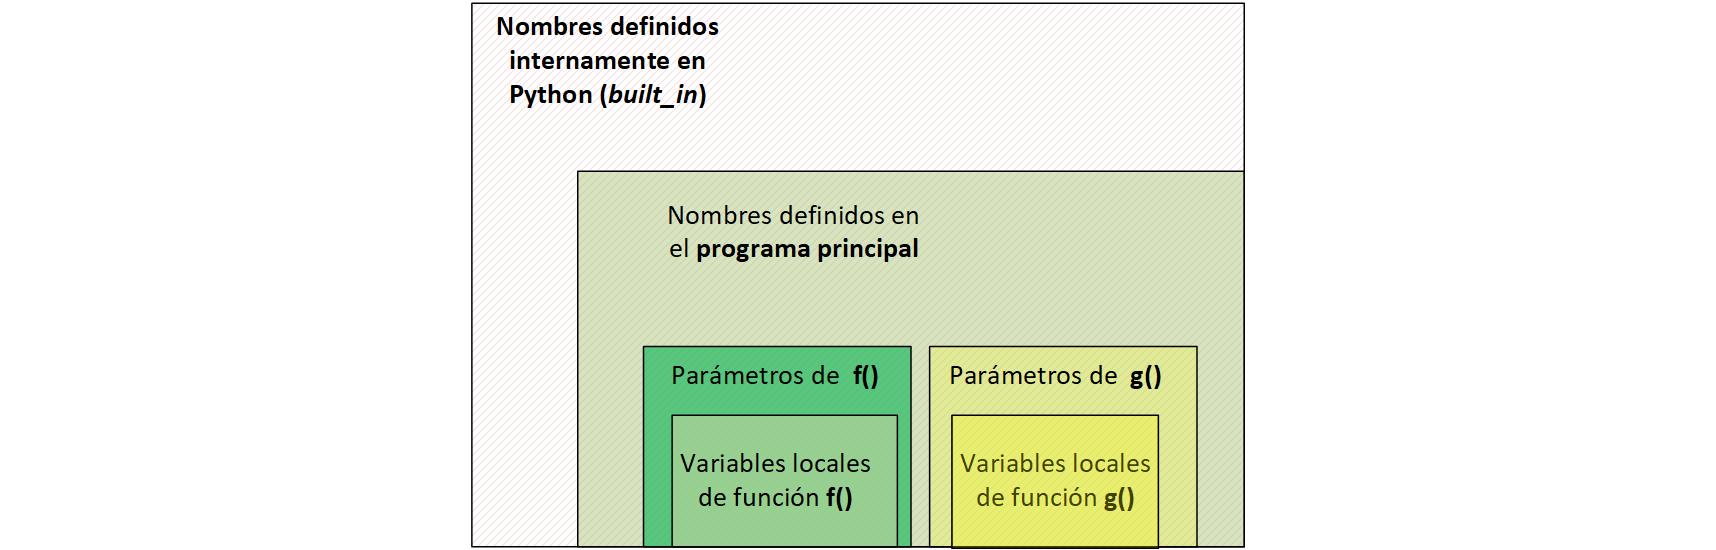 Nombres definidos
internamente en
Python (built_in)
Nombres definidos en
el programa principal
Parámetros de f()
Variables locales
de función f()
Parámetros de g()
Variables locales
de función g()